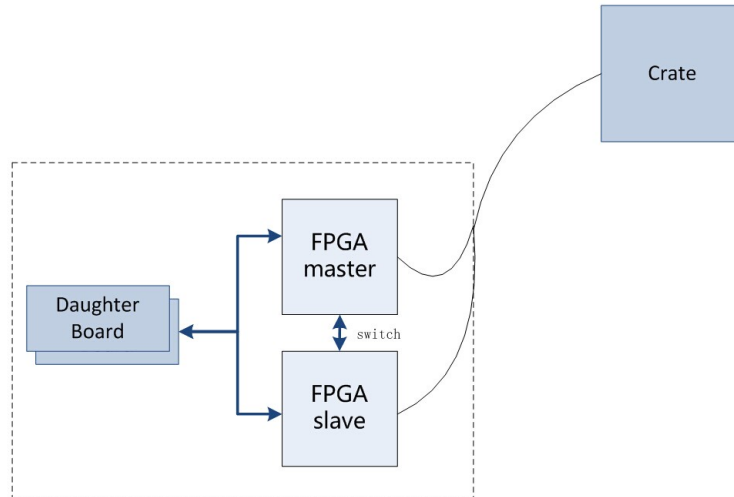 Crate
FPGA
master
Daughter
Board
switch
FPGA
slave